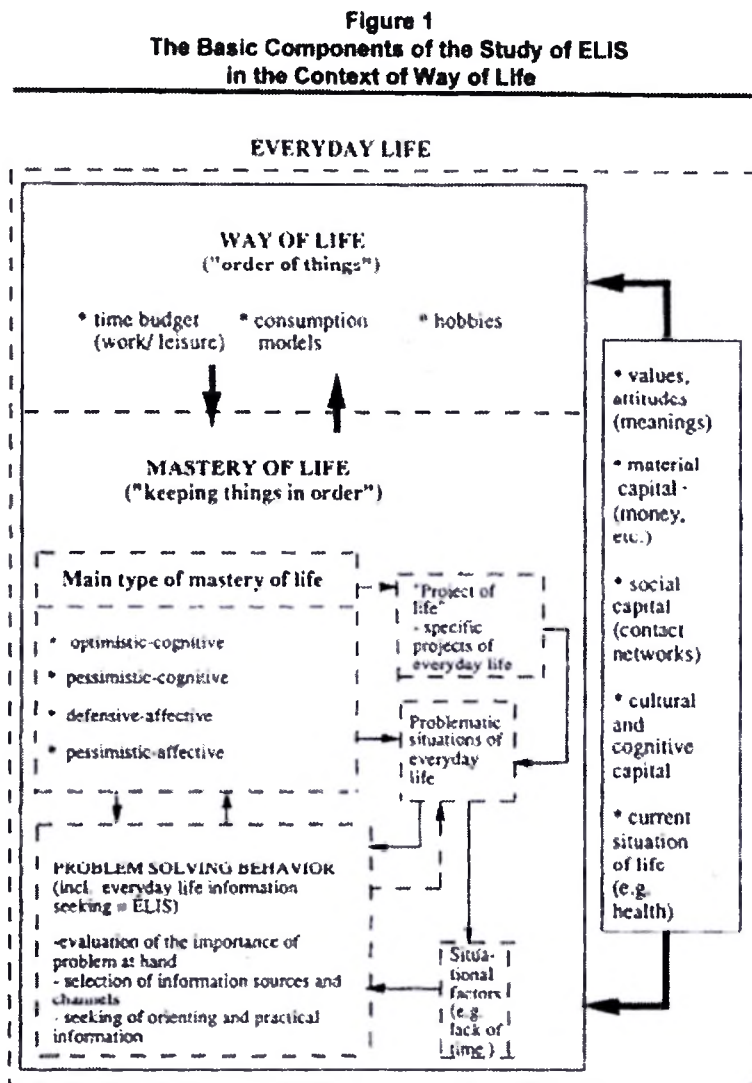 Figure 1
The Basic Components of the Study of ELIS
in the Context of Way of Life
EVERYDAY LIFE
WAY OF LIFE
("order of things")
* time budget
(work/ leisure)
* consumption
models
* hobbies
MASTERY OF LIFE
("keeping things in order")
Main type of mastery of life
* optimistic-cognitive
* pessimistic-cognitive
* defensive-affective
* pessimistic-affective
"Project of
life"
- specific
projects of
everyday life
Problematic
situations of
everyday
life
PROBLEM SOLVING BEHAVIOR
(incl. everyday life information
seeking = ELIS)
-evaluation of the importance of
problem at hand
- selection of information sources and
channels
- seeking of orienting and practical
information
Situa-
tional
factors
(e.g.
lack of
time)
* values,
attitudes
(meanings)
* material
capital -
(money,
etc.)
* social
capital
(contact
networks)
* cultural
and
cognitive
capital
* current
situation
of life
(e.g.
health)